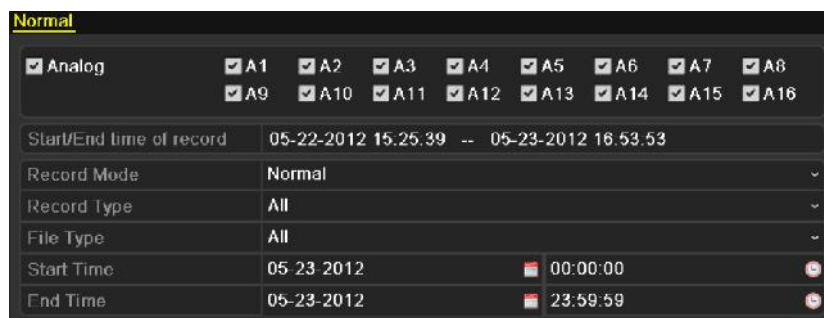 Normal
Analog A1 A2 A3 A4 A5 A6 A7 A8
A9 A10 A11 A12 A13 A14 A15 A16
Start/End time of record 05-22-2012 15:25:39 -- 05-23-2012 16:53:53
Record Mode Normal
Record Type All
File Type All
Start Time 05-23-2012 00:00:00
End Time 05-23-2012 23:59:59